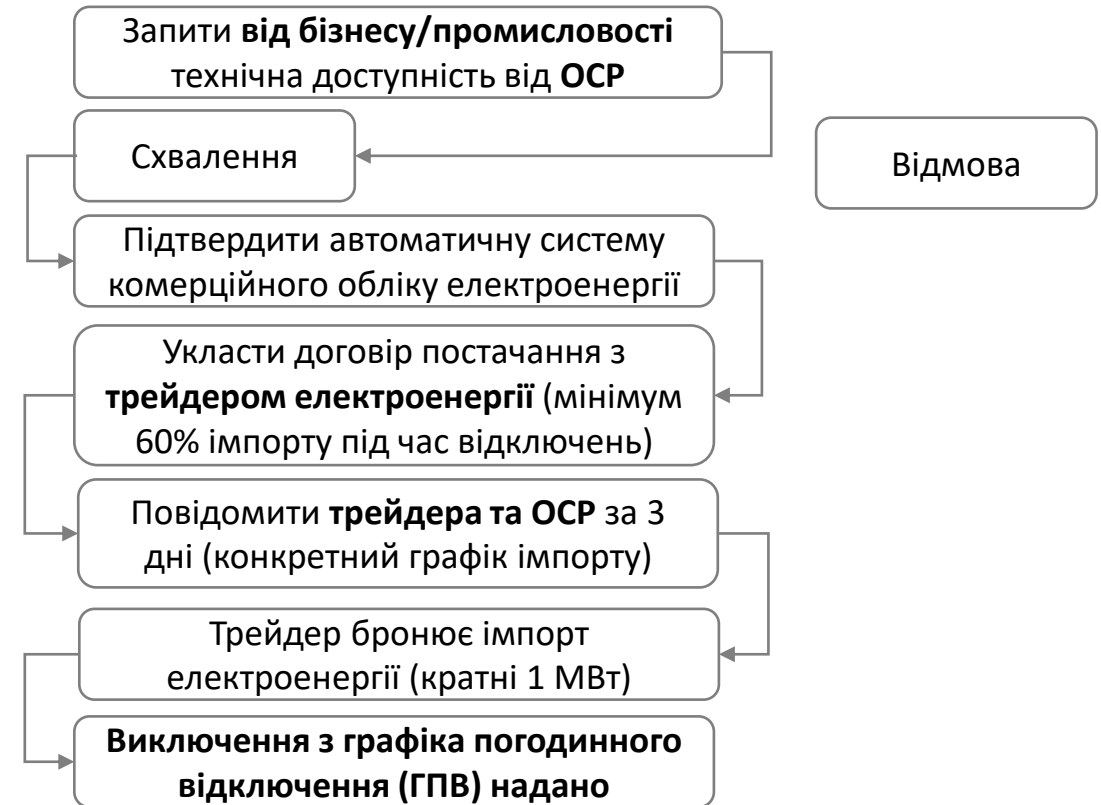 Запити від бізнесу/промисловості
технічна доступність від ОСР
Схвалення
Відмова
Підтвердити автоматичну систему
комерційного обліку електроенергії
Укласти договір постачання з
трейдером електроенергії (мінімум
60% імпорту під час відключень)
Повідомити трейдера та ОСР за 3
дні (конкретний графік імпорту)
Трейдер бронює імпорт
електроенергії (кратні 1 МВт)
Виключення з графіка погодинного
відключення (ГПВ) надано